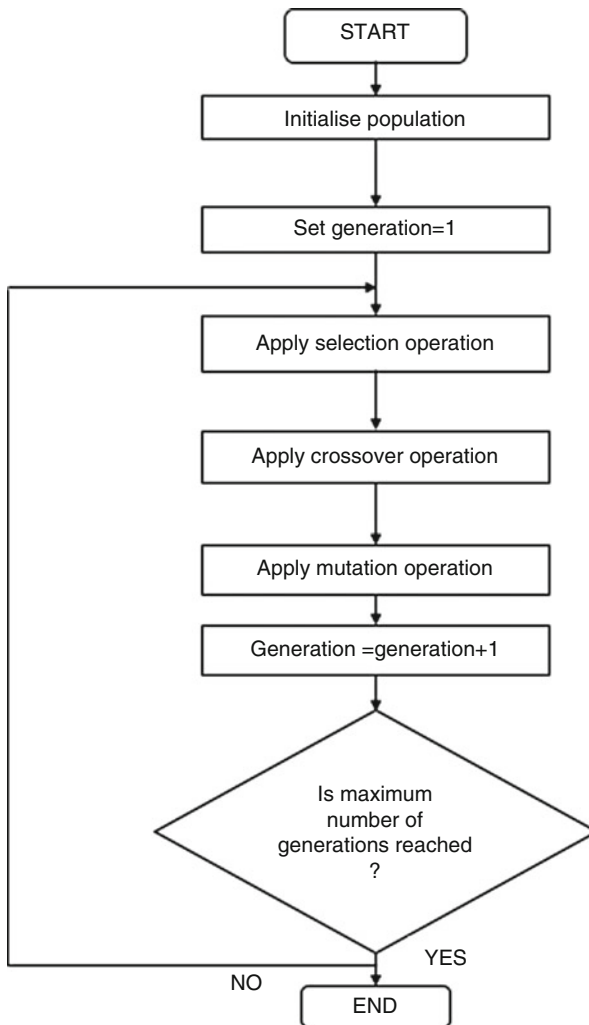 START
Initialise population
Set generation=1
Apply selection operation
Apply crossover operation
Apply mutation operation
Generation =generation+1
Is maximum
number of
generations reached
?
YES
NO
END